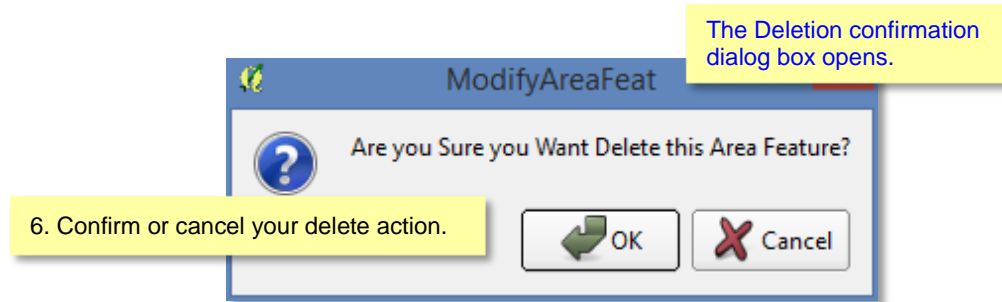 The Deletion confirmation
dialog box opens.
ModifyAreaFeat
Are you Sure you Want Delete this Area Feature?
6. Confirm or cancel your delete action.
OK
Cancel